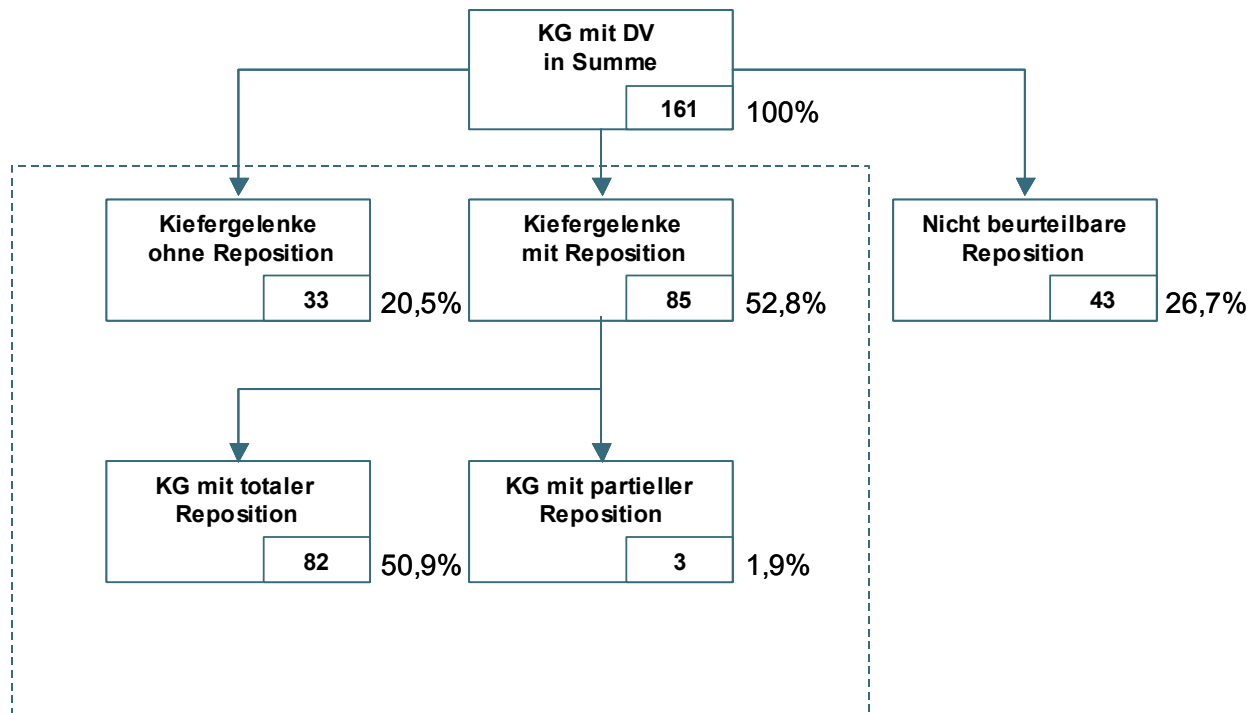 KG mit DV
in Summe
161
100%
Kiefergelenke
ohne Reposition
33
20,5%
Kiefergelenke
mit Reposition
85
52,8%
Nicht beurteilbare
Reposition
43
26,7%
KG mit totaler
Reposition
82
50,9%
KG mit partieller
Reposition
3
1,9%